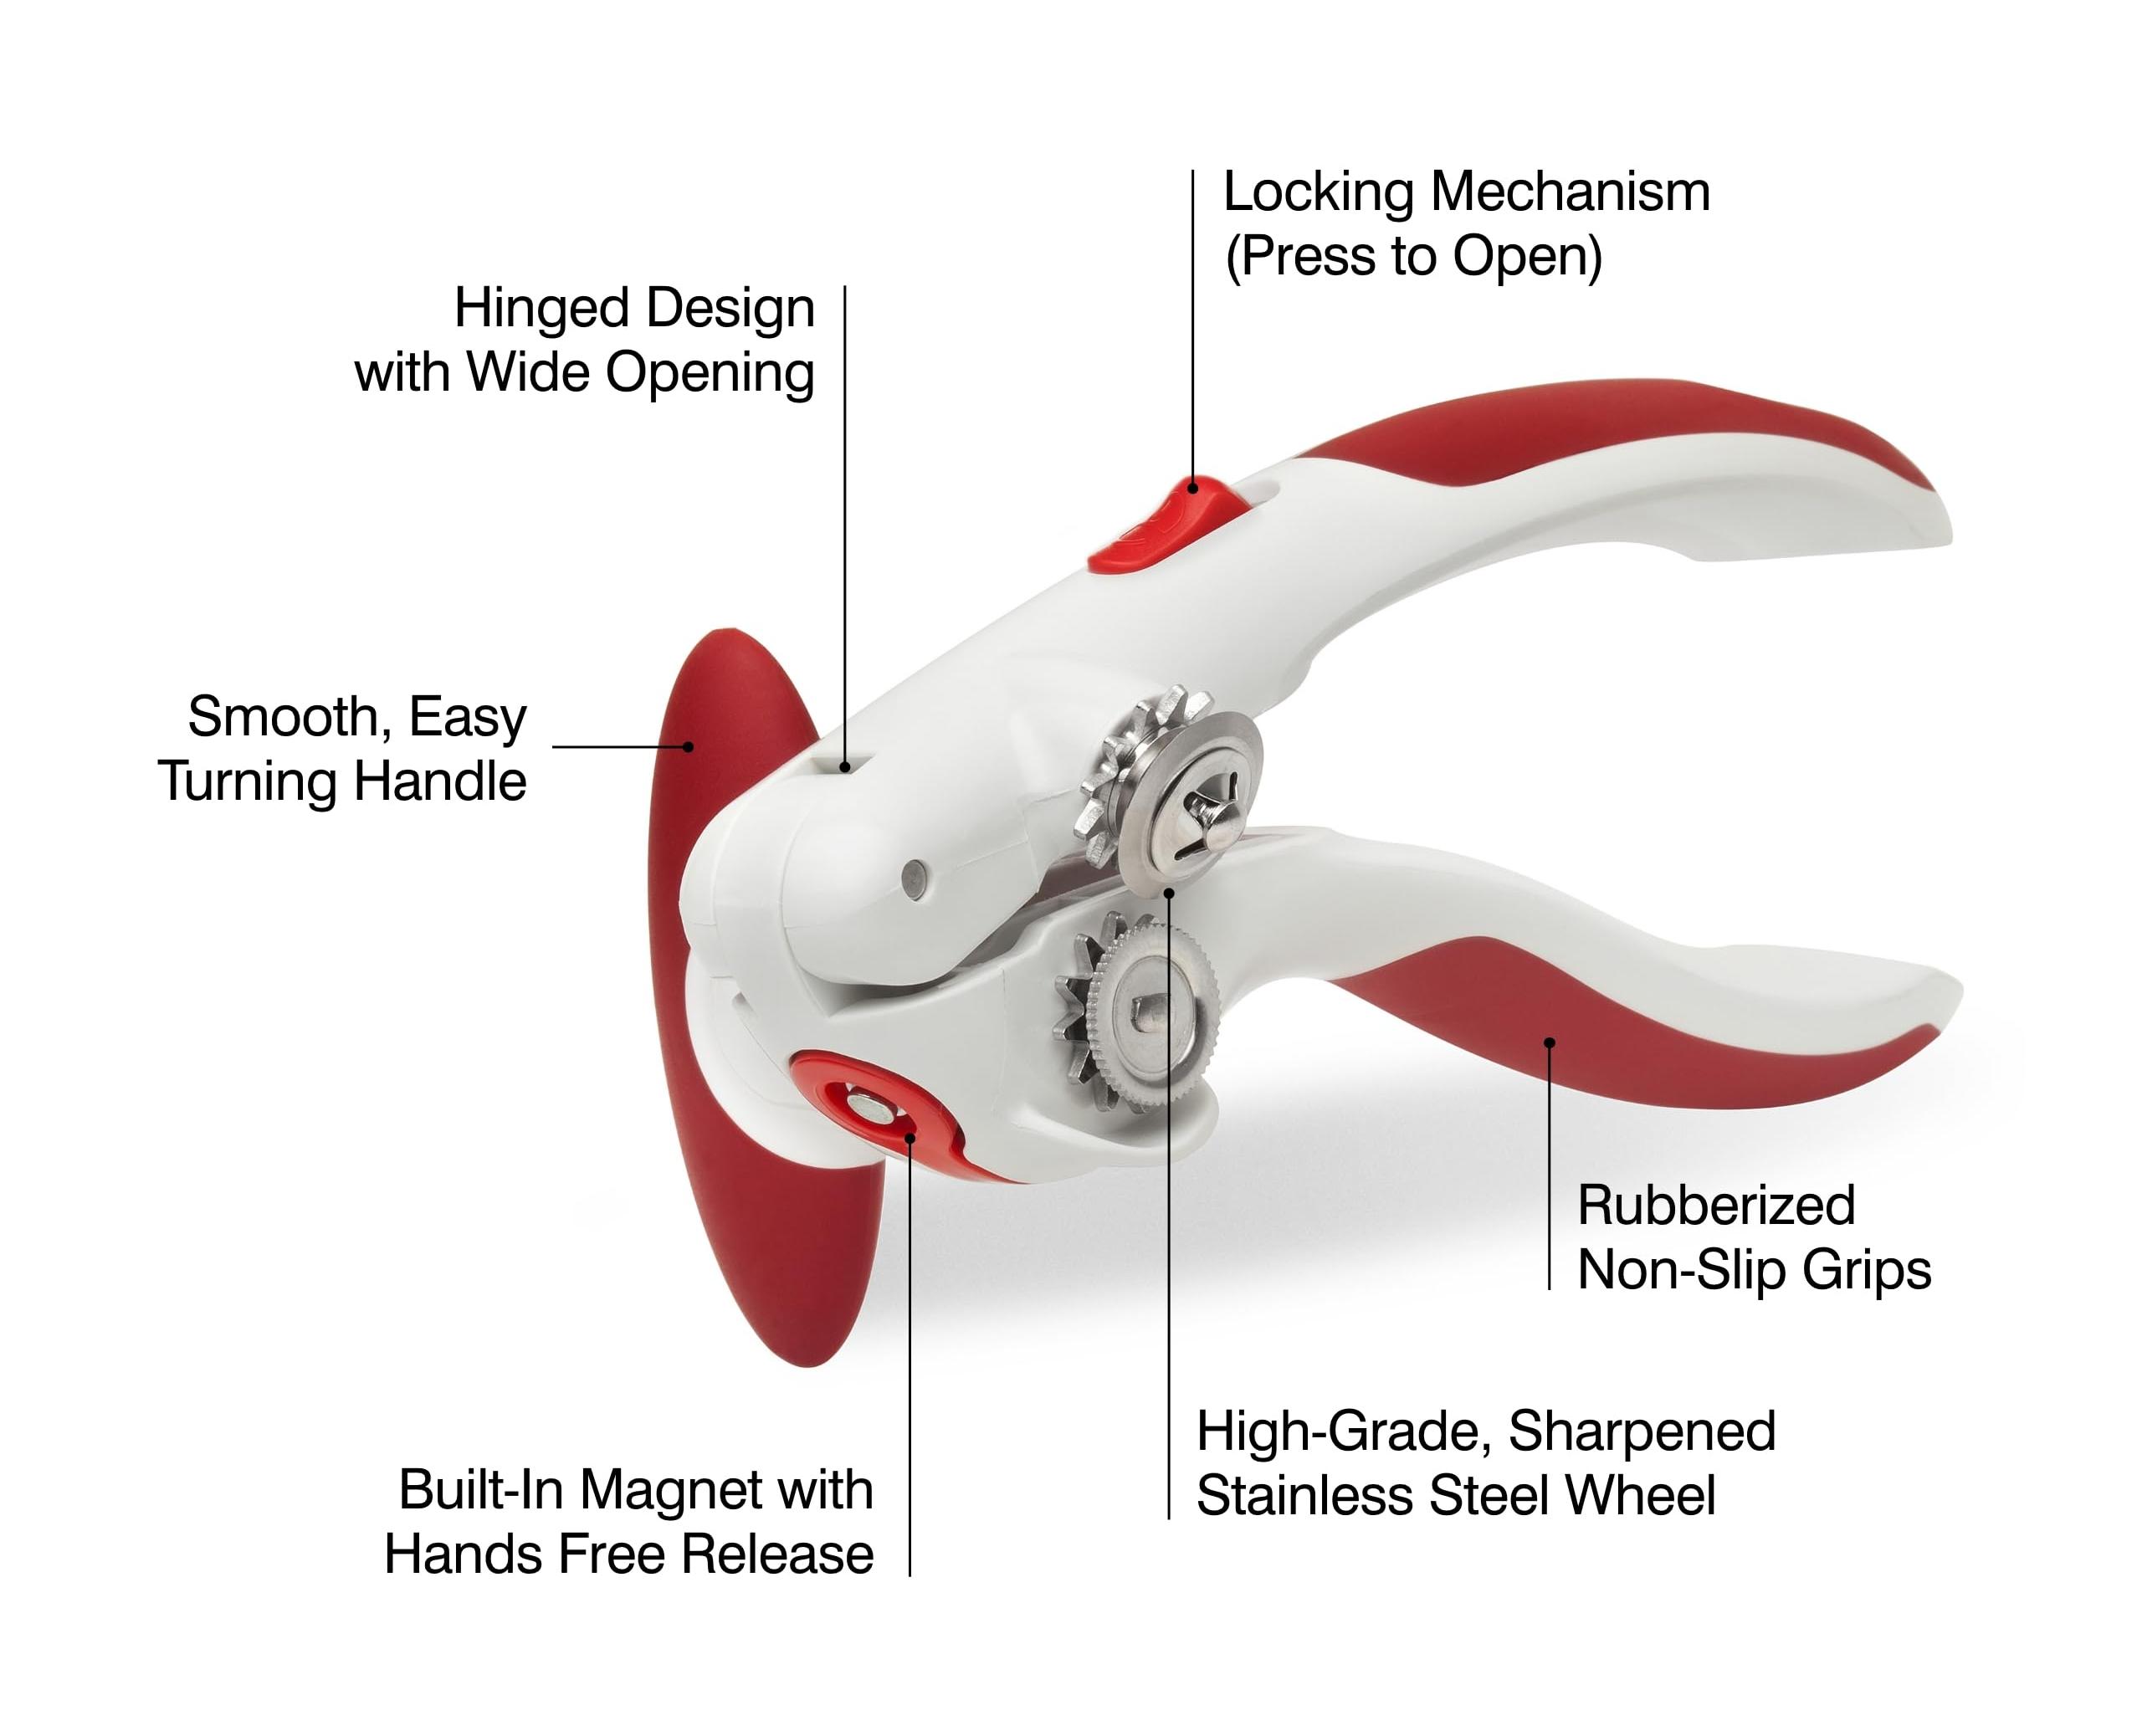 Locking Mechanism
(Press to Open)
Hinged Design
with Wide Opening
Smooth, Easy
Turning Handle
Rubberized
Non-Slip Grips
High-Grade, Sharpened
Stainless Steel Wheel
Built-In Magnet with
Hands Free Release